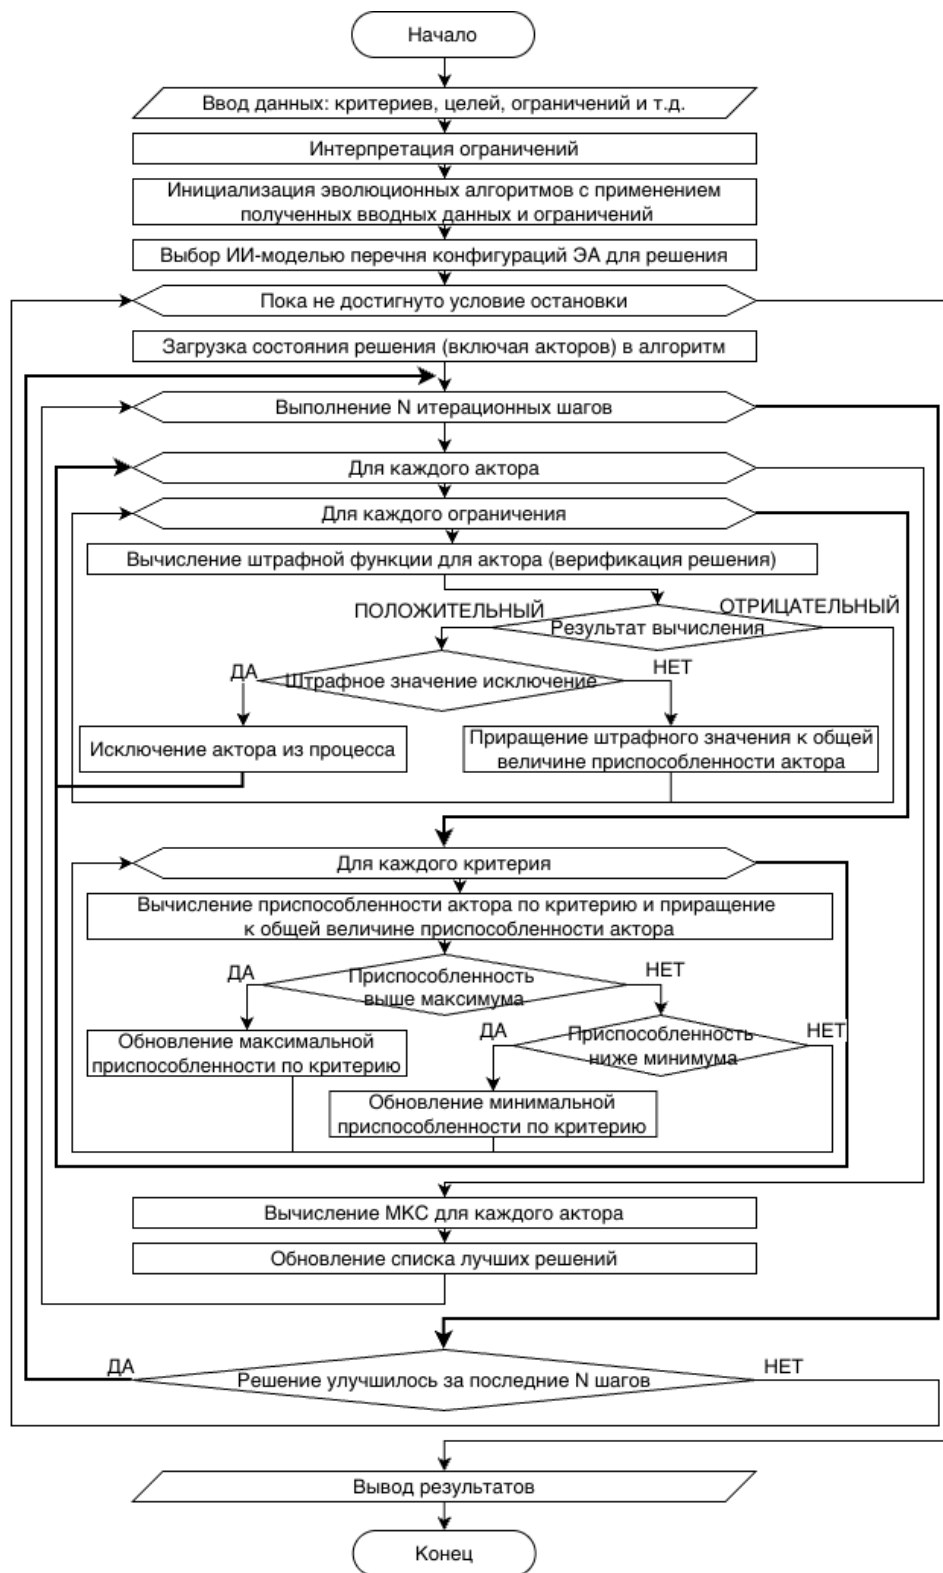 Начало
Ввод данных: критериев, целей, ограничений и т.д.
Интерпретация ограничений
Инициализация эволюционных алгоритмов с применением
полученных вводных данных и ограничений
Выбор ИИ-моделью перечня конфигураций ЭА для решения
Пока не достигнуто условие остановки
Загрузка состояния решения (включая акторов) в алгоритм
Выполнение N итерационных шагов
Для каждого актора
Для каждого ограничения
Вычисление штрафной функции для актора (верификация решения)
ПОЛОЖИТЕЛЬНЫЙ
ОТРИЦАТЕЛЬНЫЙ
Результат вычисления
ДА
Штрафное значение исключение
НЕТ
Исключение актора из процесса
Приращение штрафного значения к общей
величине приспособленности актора
Для каждого критерия
Вычисление приспособленности актора по критерию и приращение
к общей величине приспособленности актора
ДА
Приспособленность
выше максимума
НЕТ
Обновление максимальной
приспособленности по критерию
ДА
Приспособленность
ниже минимума
НЕТ
Обновление минимальной
приспособленности по критерию
Вычисление МКС для каждого актора
Обновление списка лучших решений
ДА
Решение улучшилось за последние N шагов
НЕТ
Вывод результатов
Конец